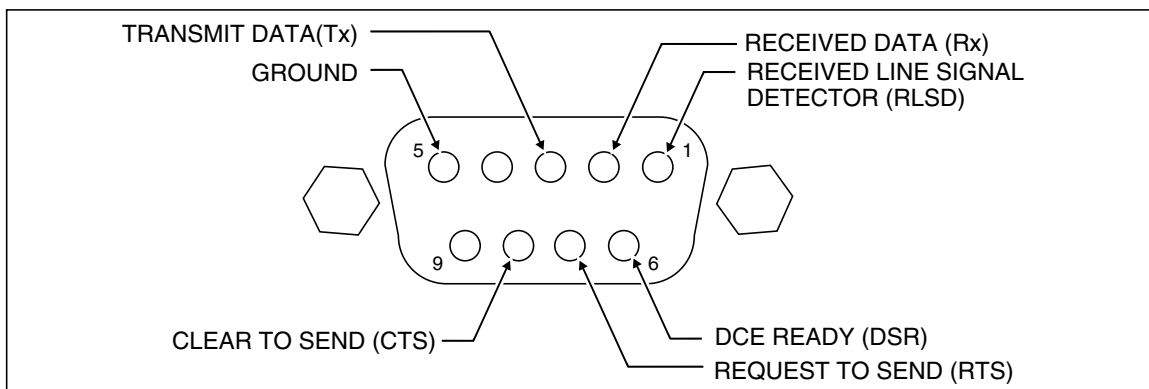 TRANSMIT DATA(Tx)
RECEIVED DATA (Rx)
GROUND
RECEIVED LINE SIGNAL
DETECTOR (RLSD)
5
1
9
6
CLEAR TO SEND (CTS)
DCE READY (DSR)
REQUEST TO SEND (RTS)